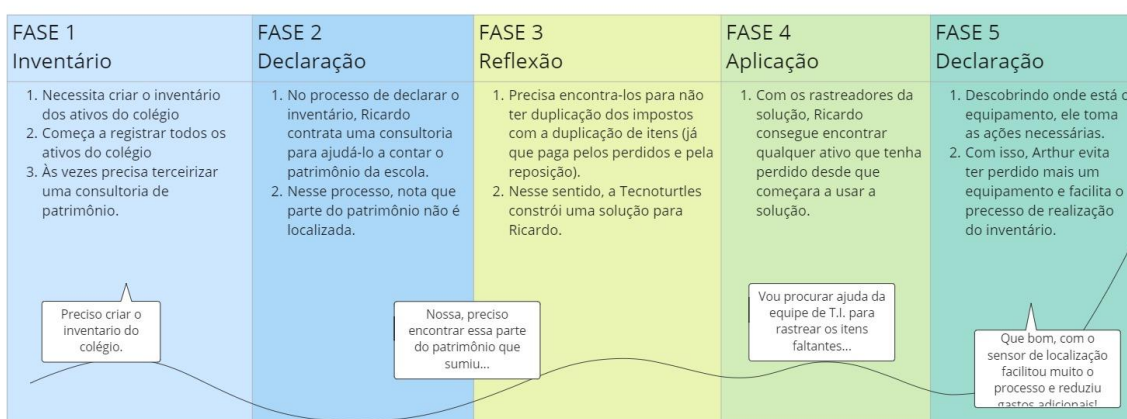 FASE 1
Inventário
1. Necessita criar o inventário
dos ativos do colégio
2. Começa a registrar todos os
ativos do colégio
3. Às vezes precisa terceirizar
uma consultoria de
patrimônio.
Preciso criar o
inventario do
colégio.
FASE 2
Declaração
1. No processo de declarar o
inventário, Ricardo
contrata uma consultoria
para ajudá-lo a contar o
patrimônio da escola.
2. Nesse processo, nota que
parte do patrimônio não é
localizada.
Nossa, preciso
encontrar essa parte
do patrimônio que
sumiu...
FASE 3
Reflexão
1. Precisa encontra-los para não
ter duplicação dos impostos
com a duplicação de itens (já
que paga pelos perdidos e pela
reposição).
2. Nesse sentido, a Tecnoturtles
constrói uma solução para
Ricardo.
FASE 4
Aplicação
1. Com os rastreadores da
solução, Ricardo
consegue encontrar
qualquer ativo que tenha
perdido desde que
começara a usar a
solução.
Vou procurar ajuda da
equipe de T.I. para
rastrear os itens
faltantes...
FASE 5
Declaração
1. Descobrindo onde está o
equipamento, ele toma
as ações necessárias.
2. Com isso, Arthur evita
ter perdido mais um
equipamento e facilita o
precesso de realização
do inventário.
Que bom, com o
sensor de localização
facilitou muito o
processo e reduziu
gastos adicionais!